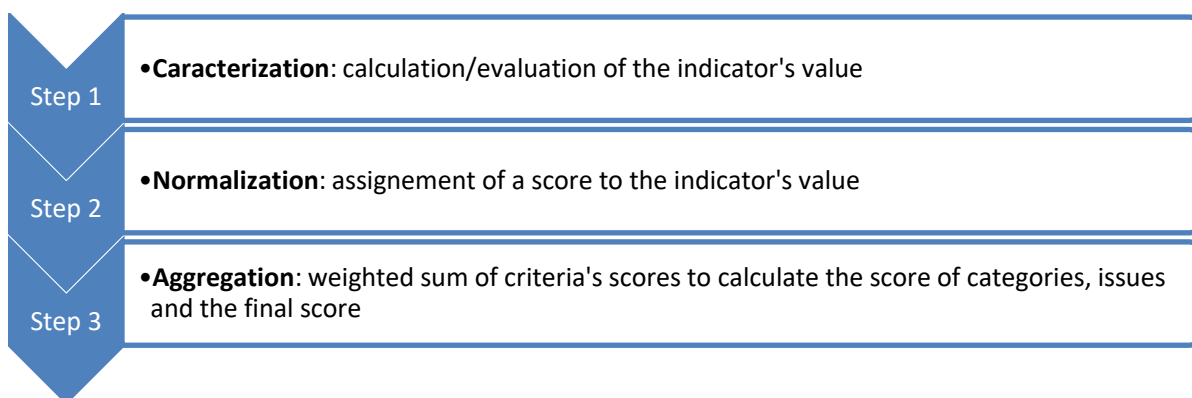 Step 1
•Caracterization: calculation/evaluation of the indicator's value
Step 2
•Normalization: assignement of a score to the indicator's value
Step 3
•Aggregation: weighted sum of criteria's scores to calculate the score of categories, issues
and the final score